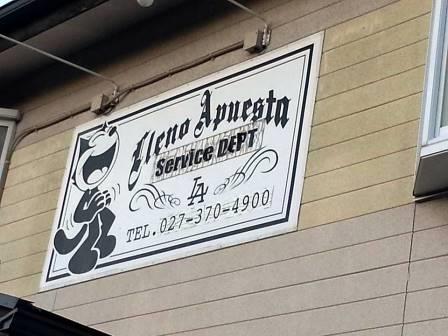 Lleno Apuesta
Service DEPT
LA
TEL. 027-370-4900